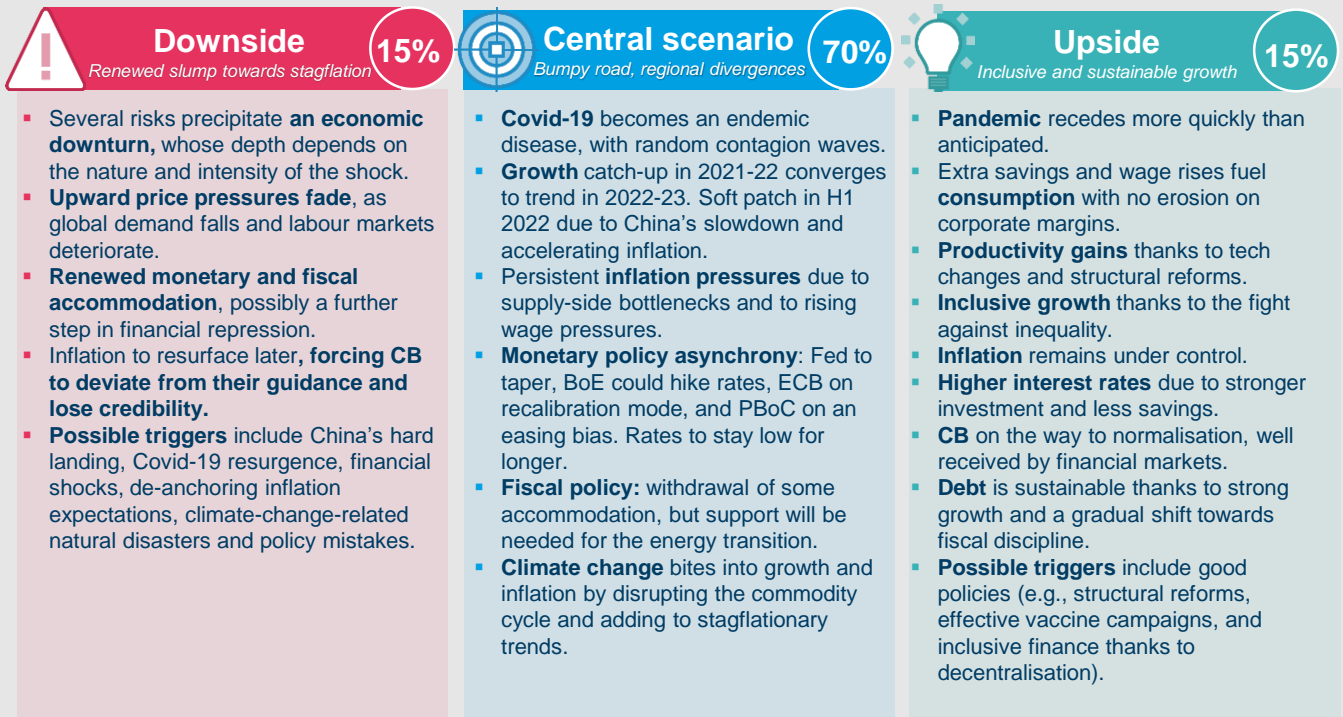 Downside
Renewed slump towards stagflation
15%
▪ Several risks precipitate an economic
downturn, whose depth depends on
the nature and intensity of the shock.
▪ Upward price pressures fade, as
global demand falls and labour markets
deteriorate.
▪ Renewed monetary and fiscal
accommodation, possibly a further
step in financial repression.
▪ Inflation to resurface later, forcing CB
to deviate from their guidance and
lose credibility.
▪ Possible triggers include China's hard
landing, Covid-19 resurgence, financial
shocks, de-anchoring inflation
expectations, climate-change-related
natural disasters and policy mistakes.
Central scenario
Bumpy road, regional divergences
70%
▪ Covid-19 becomes an endemic
disease, with random contagion waves.
▪ Growth catch-up in 2021-22 converges
to trend in 2022-23. Soft patch in H1
2022 due to China's slowdown and
accelerating inflation.
▪ Persistent inflation pressures due to
supply-side bottlenecks and to rising
wage pressures.
▪ Monetary policy asynchrony: Fed to
taper, BoE could hike rates, ECB on
recalibration mode, and PBoC on an
easing bias. Rates to stay low for
longer.
▪ Fiscal policy: withdrawal of some
accommodation, but support will be
needed for the energy transition.
▪ Climate change bites into growth and
inflation by disrupting the commodity
cycle and adding to stagflationary
trends.
Upside
Inclusive and sustainable growth
15%
▪ Pandemic recedes more quickly than
anticipated.
▪ Extra savings and wage rises fuel
consumption with no erosion on
corporate margins.
▪ Productivity gains thanks to tech
changes and structural reforms.
▪ Inclusive growth thanks to the fight
against inequality.
▪ Inflation remains under control.
▪ Higher interest rates due to stronger
investment and less savings.
▪ CB on the way to normalisation, well
received by financial markets.
▪ Debt is sustainable thanks to strong
growth and a gradual shift towards
fiscal discipline.
▪ Possible triggers include good
policies (e.g., structural reforms,
effective vaccine campaigns, and
inclusive finance thanks to
decentralisation).